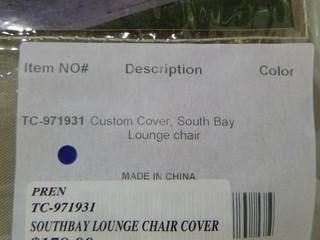 Item NO# Description Color
TC-971931 Custom Cover, South Bay
Lounge chair
MADE IN CHINA
PREN
TC-971931
SOUTHBAY LOUNGE CHAIR COVER